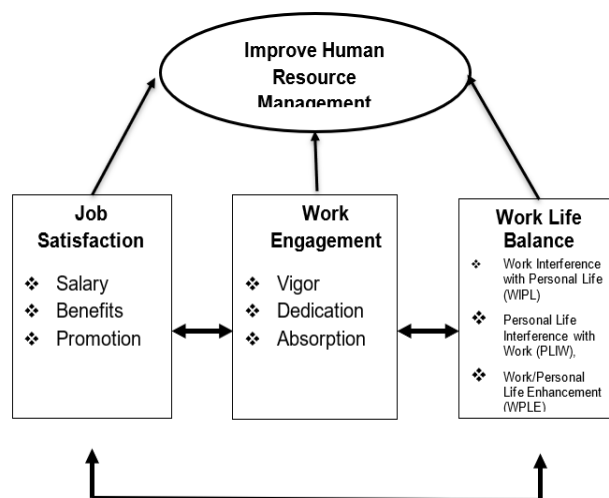 Improve Human
Resource
Management
Job
Satisfaction
❖ Salary
❖ Benefits
❖ Promotion
Work
Engagement
❖ Vigor
❖ Dedication
❖ Absorption
Work Life
Balance
❖ Work Interference
with Personal Life
(WIPL)
❖ Personal Life
Interference with
Work (PLIW),
❖ Work/Personal
Life Enhancement
(WPLE)